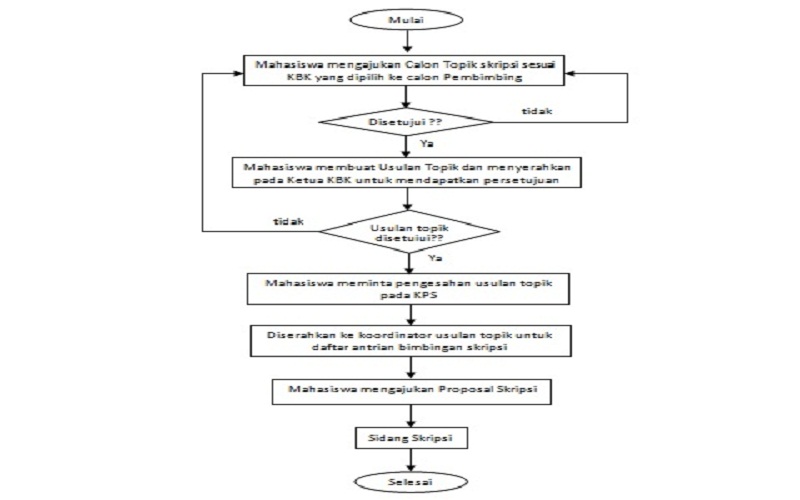 Mulai
Mahasiswa mengajukan Calon Topik skripsi sesuai
KBK yang dipilih ke calon Pembimbing
tidak
Disetujui ??
Ya
Mahasiswa membuat Usulan Topik dan menyerahkan
pada Ketua KBK untuk mendapatkan persetujuan
tidak
Usulan topik
disetujui??
Ya
Mahasiswa meminta pengesahan usulan topik
pada KPS
Diserahkan ke koordinator usulan topik untuk
daftar antrian bimbingan skripsi
Mahasiswa mengajukan Proposal Skripsi
Sidang Skripsi
Selesai